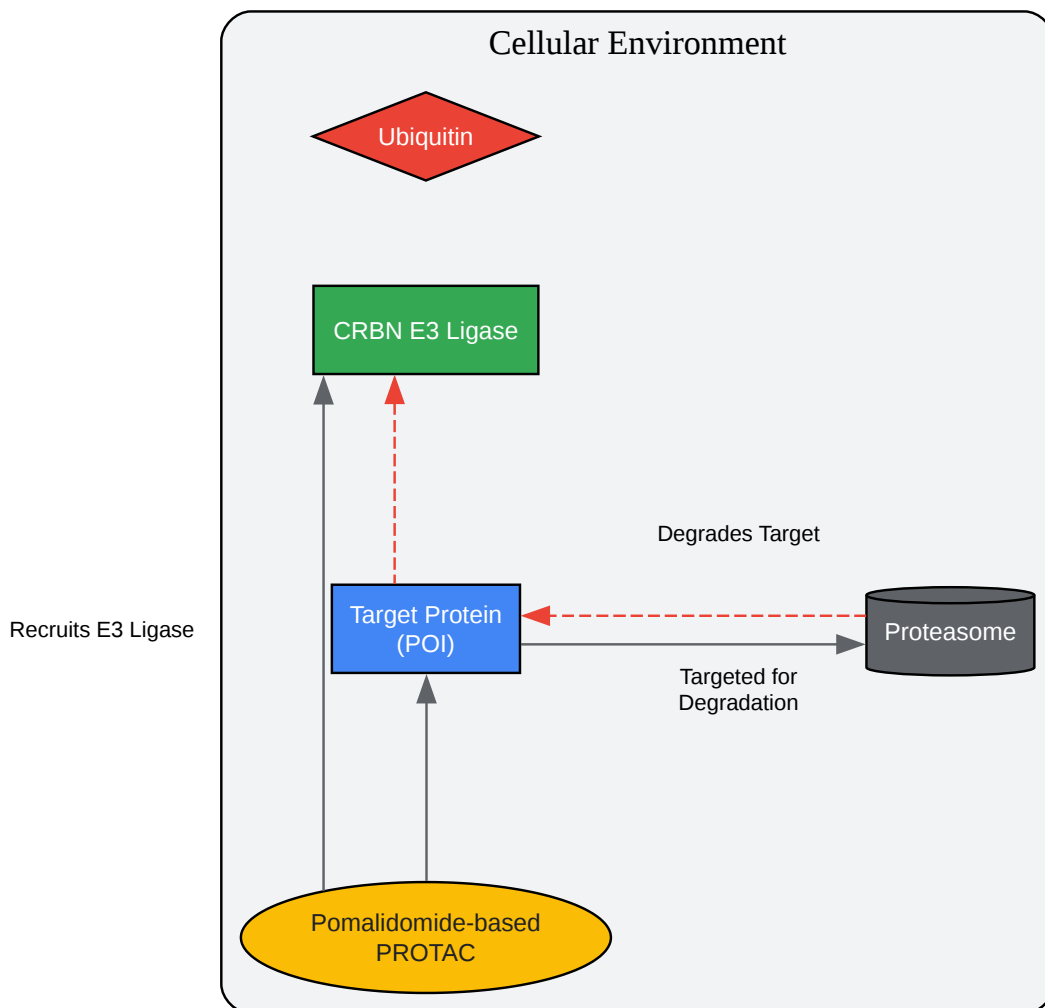 Cellular Environment
Ubiquitin
CRBN E3 Ligase
Degrades Target
Target Protein
(POI)
Proteasome
Recruits E3 Ligase
Targeted for
Degradation
Pomalidomide-based
PROTAC